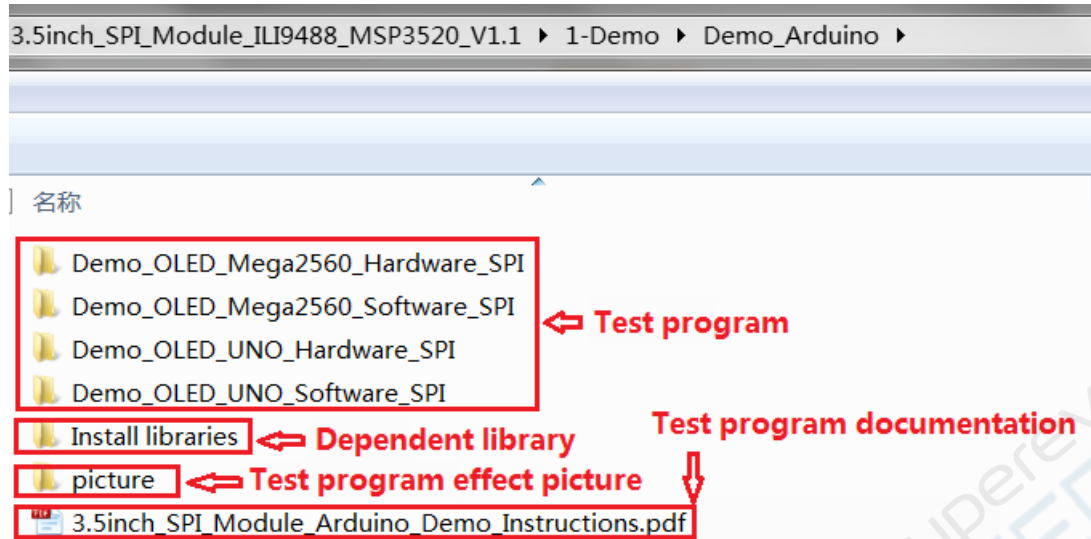 3.5inch_SPI_Module_ILI9488_MSP3520_V1.1 ▸ 1-Demo ▸ Demo_Arduino ▸
名称
Demo_OLED_Mega2560_Hardware_SPI
Demo_OLED_Mega2560_Software_SPI
Test program
Demo_OLED_UNO_Hardware_SPI
Demo_OLED_UNO_Software_SPI
Test program documentation
Install libraries
Dependent library
picture
Test program effect picture
3.5inch_SPI_Module_Arduino_Demo_Instructions.pdf